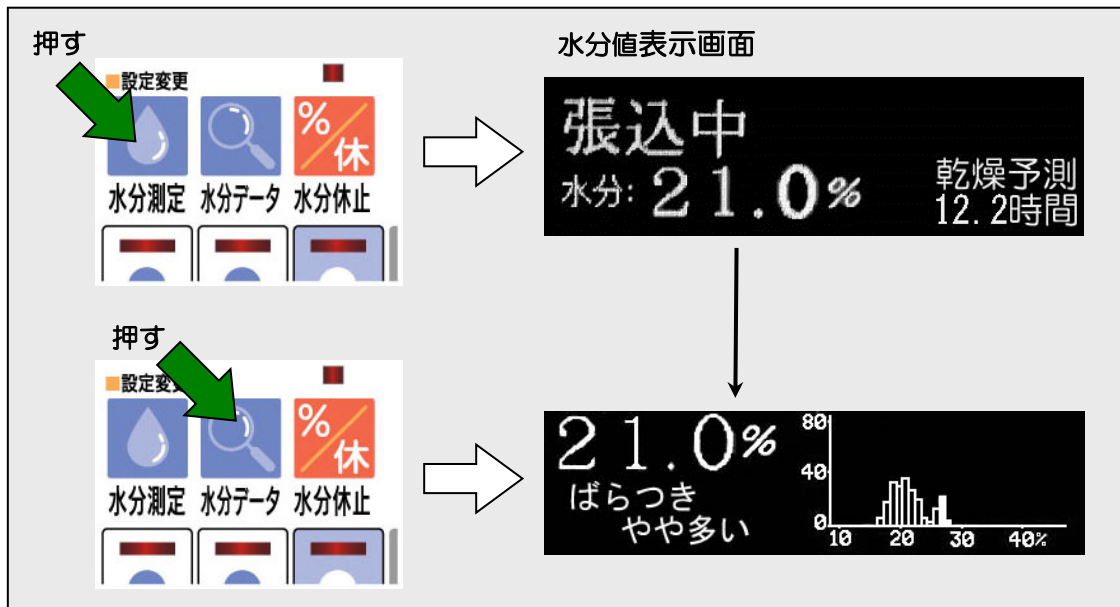 押す
水分値表示画面
設定変更
%
休
水分測定 水分データ 水分休止
張込中
水分: 21.0%
乾燥予測
12.2時間
押す
設定変
%
休
水分測定 水分データ 水分休止
21.0%
ばらつき
やや多い
80
40
0
10 20 30 40%